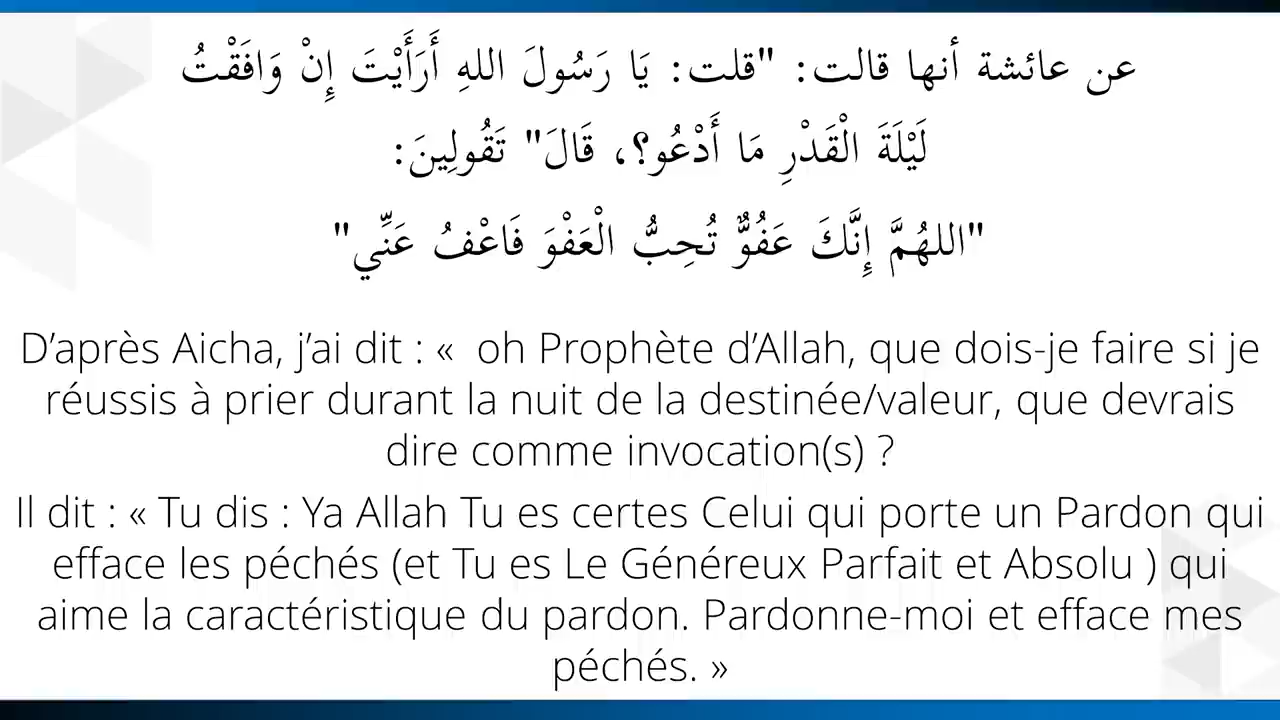 عن عائشة أنها قالت: "قلت: يَا رَسُولَ اللهِ أَرَأَيْتَ إِنْ وَافَقْتُ
لَيْلَةَ الْقَدْرِ مَا أَدْعُو؟، قَالَ" تَقُولِينَ:
"اللهُمَّ إِنَّكَ عَفُوٌّ تُحِبُّ الْعَفْوَ فَاعْفُ عَنِّي"
D’après Aicha, j’ai dit : «  oh Prophète d’Allah, que dois-je faire si je
réussis à prier durant la nuit de la destinée/valeur, que devrais
dire comme invocation(s) ?
Il dit : « Tu dis : Ya Allah Tu es certes Celui qui porte un Pardon qui
efface les péchés (et Tu es Le Généreux Parfait et Absolu ) qui
aime la caractéristique du pardon. Pardonne-moi et efface mes
péchés. »